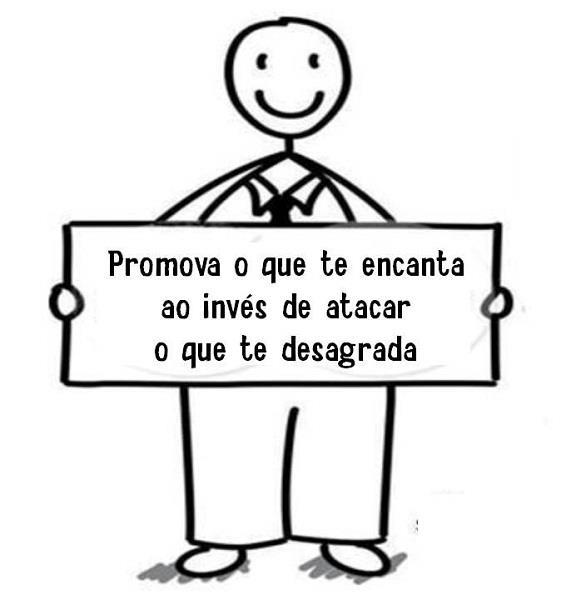 Promova o que te encanta
ao invés de atacar
o que te desagrada